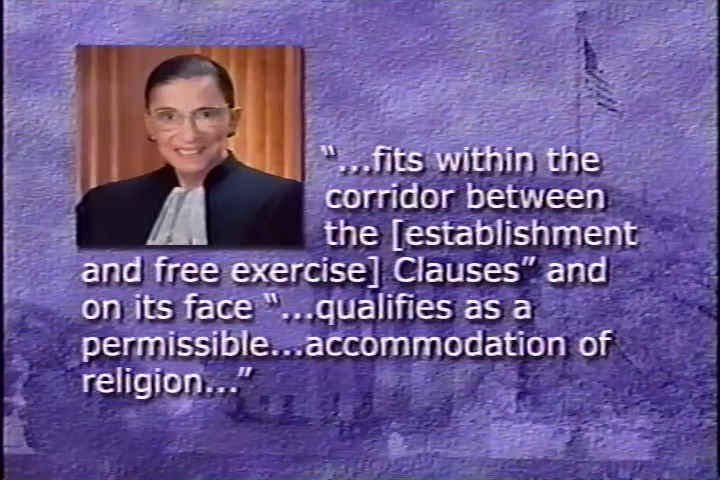 “...fits within the
corridor between
the [establishment
and free exercise] Clauses” and
on its face “...qualifies as a
permissible...accommodation of
religion...”